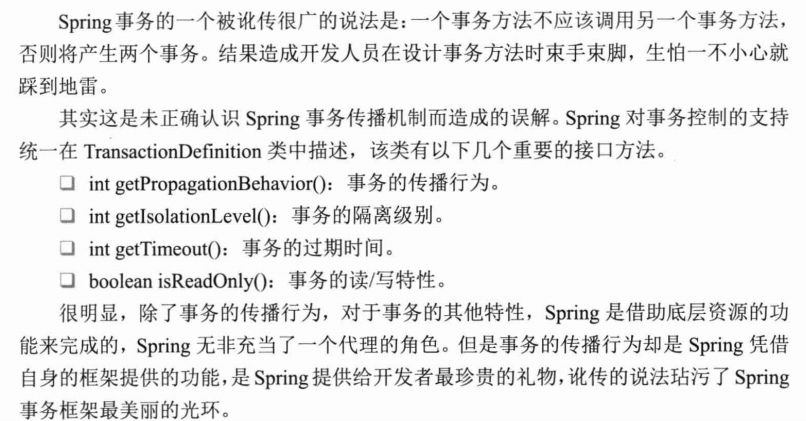 Spring事务的一个被讹传很广的说法是：一个事务方法不应该调用另一个事务方法，
否则将产生两个事务。结果造成开发人员在设计事务方法时束手束脚，生怕一不小心就
踩到地雷。
其实这是未正确认识 Spring 事务传播机制而造成的误解。Spring 对事务控制的支持
统一在 TransactionDefinition 类中描述，该类有以下几个重要的接口方法。
❑ int getPropagationBehavior()：事务的传播行为。
❑ int getIsolationLevel()：事务的隔离级别。
❑ int getTimeout()：事务的过期时间。
❑ boolean isReadOnly()：事务的读/写特性。
很明显，除了事务的传播行为，对于事务的其他特性，Spring 是借助底层资源的功
能来完成的，Spring 无非充当了一个代理的角色。但是事务的传播行为却是 Spring 凭借
自身的框架提供的功能，是 Spring 提供给开发者最珍贵的礼物，讹传的说法玷污了 Spring
事务框架最美丽的光环。